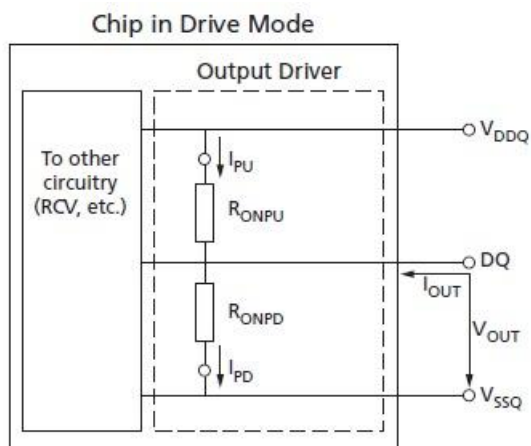 Chip in Drive Mode
Output Driver
To other
circuitry
(RCV, etc.)
VDDQ
IPU
RONPU
DQ
IOUT
RONPD
VOUT
IPD
VSSQ